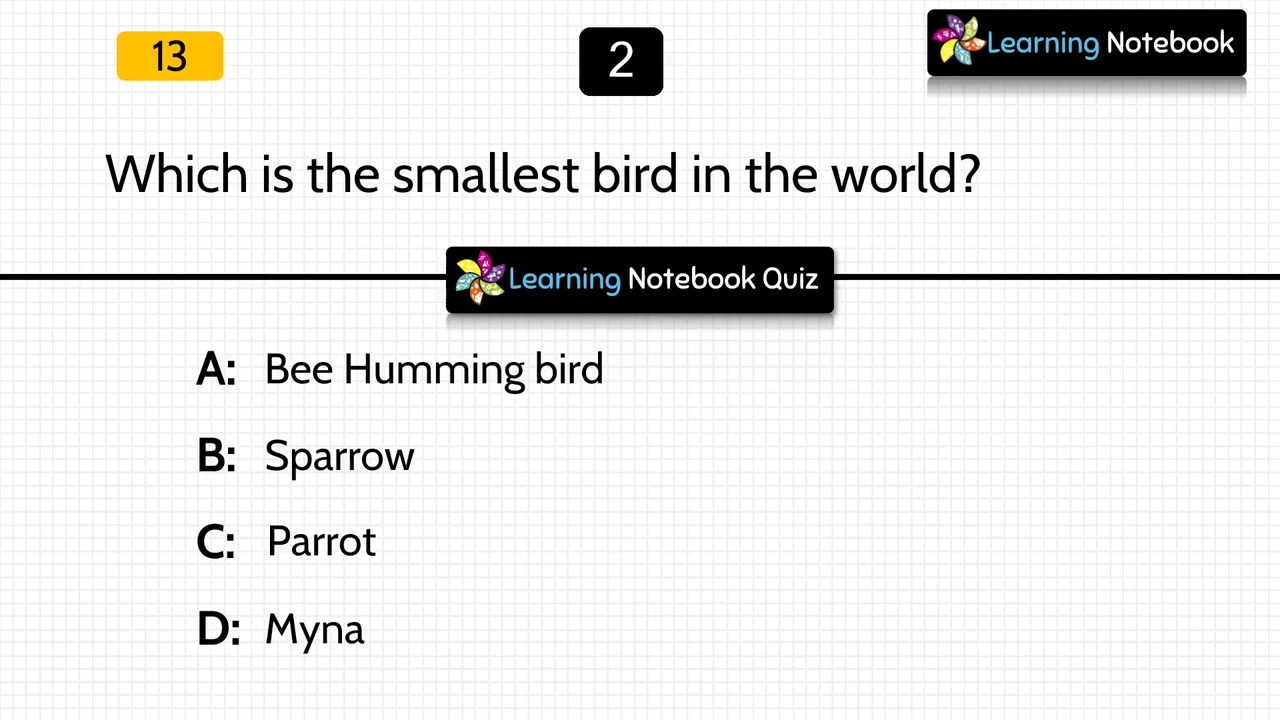 13
2
Learning Notebook
Which is the smallest bird in the world?
Learning Notebook Quiz
A: Bee Humming bird
B: Sparrow
C: Parrot
D: Myna